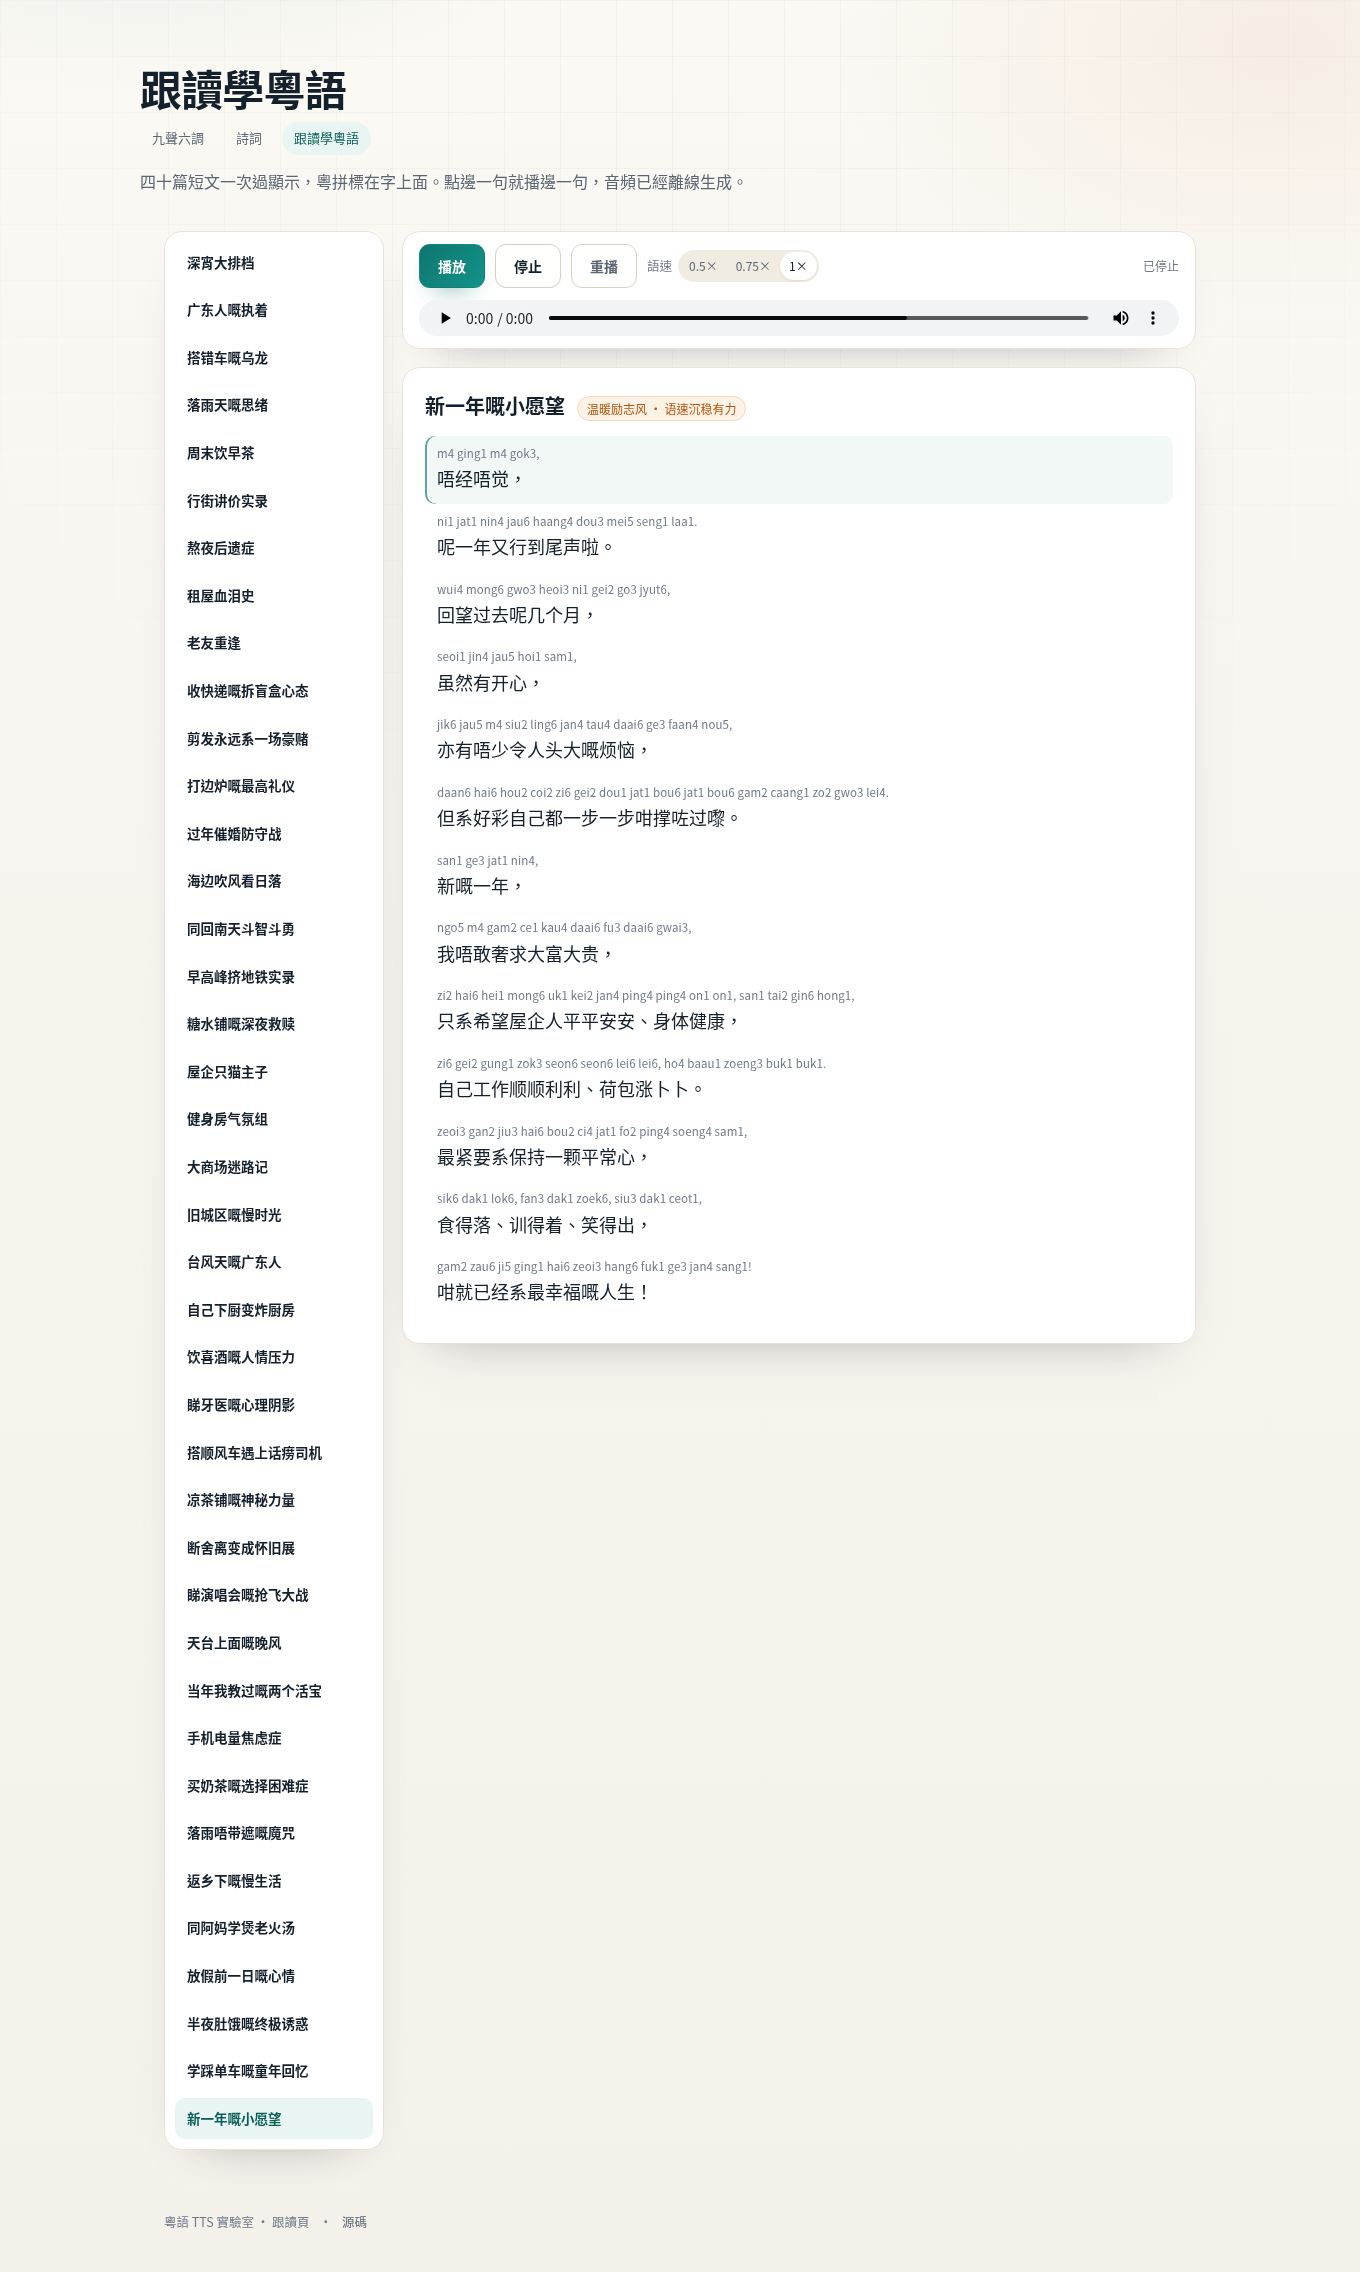 跟讀學粵語
九聲六調 詩詞 跟讀學粵語
四十篇短文一次過顯示，粵拼標在字上面。點邊一句就播邊一句，音頻已經離線生成。
深宵大排档
广东人嘅执着
搭错车嘅乌龙
落雨天嘅思绪
周末饮早茶
行街讲价实录
熬夜后遗症
租屋血泪史
老友重逢
收快递嘅拆盲盒心态
剪发永远系一场豪赌
打边炉嘅最高礼仪
过年催婚防守战
海边吹风看日落
同回南天斗智斗勇
早高峰挤地铁实录
糖水铺嘅深夜救赎
屋企只猫主子
健身房气氛组
大商场迷路记
旧城区嘅慢时光
台风天嘅广东人
自己下厨变炸厨房
饮喜酒嘅人情压力
睇牙医嘅心理阴影
搭顺风车遇上话痨司机
凉茶铺嘅神秘力量
断舍离变成怀旧展
睇演唱会嘅抢飞大战
天台上面嘅晚风
当年我教过嘅两个活宝
手机电量焦虑症
买奶茶嘅选择困难症
落雨唔带遮嘅魔咒
返乡下嘅慢生活
同阿妈学煲老火汤
放假前一日嘅心情
半夜肚饿嘅终极诱惑
学踩单车嘅童年回忆
新一年嘅小愿望
播放 停止 重播 語速 0.5× 0.75× 1× 已停止
0:00 / 0:00
新一年嘅小愿望 温暖励志风 · 语速沉稳有力
m4 ging1 m4 gok3,
唔经唔觉，
ni1 jat1 nin4 jau6 haang4 dou3 mei5 seng1 laa1.
呢一年又行到尾声啦。
wui4 mong6 gwo3 heoi3 ni1 gei2 go3 jyut6,
回望过去呢几个月，
seoi1 jin4 jau5 hoi1 sam1,
虽然有开心，
jik6 jau5 m4 siu2 ling6 jan4 tau4 daai6 ge3 faan4 nou5,
亦有唔少令人头大嘅烦恼，
daan6 hai6 hou2 coi2 zi6 gei2 dou1 jat1 bou6 jat1 bou6 gam2 caang1 zo2 gwo3 lei4.
但系好彩自己都一步一步咁撑咗过嚟。
san1 ge3 jat1 nin4,
新嘅一年，
ngo5 m4 gam2 ce1 kau4 daai6 fu3 daai6 gwai3,
我唔敢奢求大富大贵，
zi2 hai6 hei1 mong6 uk1 kei2 jan4 ping4 ping4 on1 on1, san1 tai2 gin6 hong1,
只系希望屋企人平平安安、身体健康，
zi6 gei2 gung1 zok3 seon6 seon6 lei6 lei6, ho4 baau1 zoeng3 buk1 buk1.
自己工作顺顺利利、荷包涨卜卜。
zeoi3 gan2 jiu3 hai6 bou2 ci4 jat1 fo2 ping4 soeng4 sam1,
最紧要系保持一颗平常心，
sik6 dak1 lok6, fan3 dak1 zoek6, siu3 dak1 ceot1,
食得落、训得着、笑得出，
gam2 zau6 ji5 ging1 hai6 zeoi3 hang6 fuk1 ge3 jan4 sang1!
咁就已经系最幸福嘅人生！
粵語 TTS 實驗室 · 跟讀頁 · 源碼